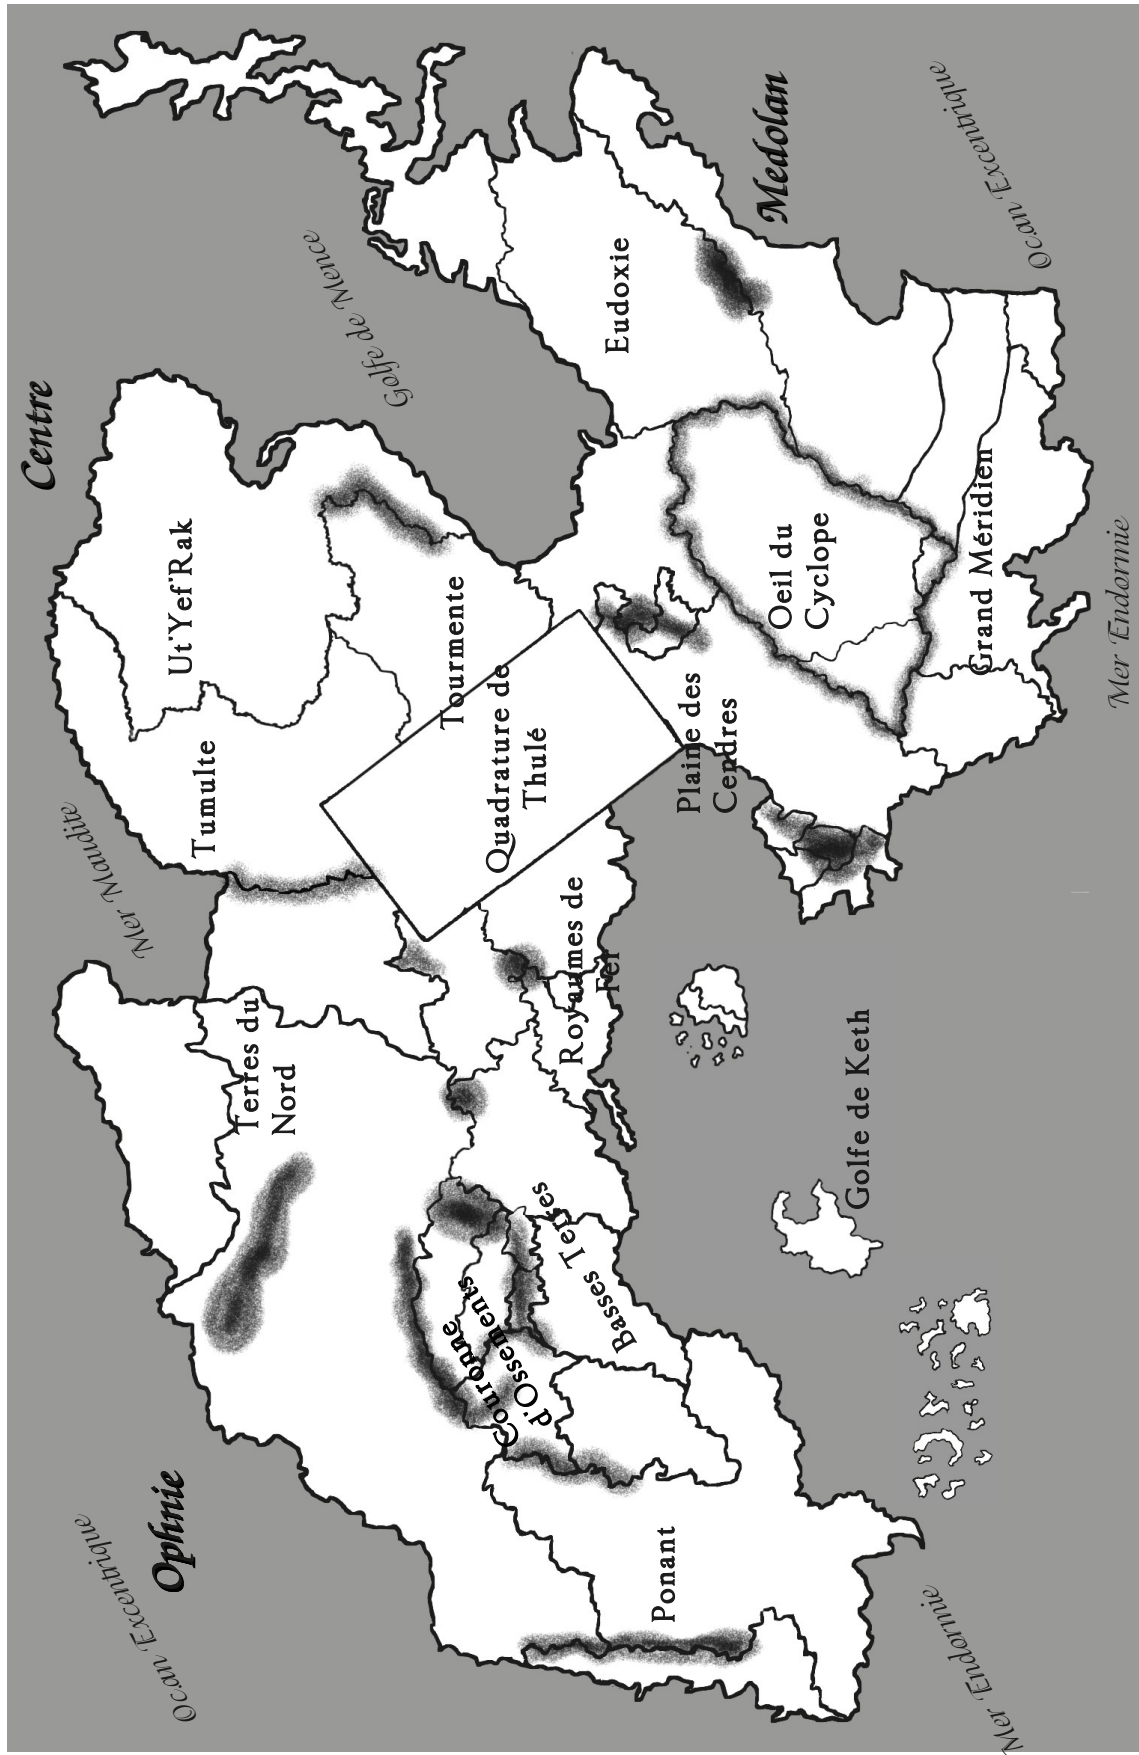 Ophnie
Centre
Medolan
Ocan Excentrique
Mer Maudite
Golfe de Mence
Ocan Excentrique
Terres du
Nord
Tumulte
Ut'Yef'Rak
Tourmente
Quadrature de
Thulé
Couronne
d'Ossements
Basses Terres
Royaumes de
Fer
Ponant
Plaine des
Cendres
Oeil du
Cyclope
Eudoxie
Grand Méridien
Golfe de Keth
Mer Endormie
Mer Endormie